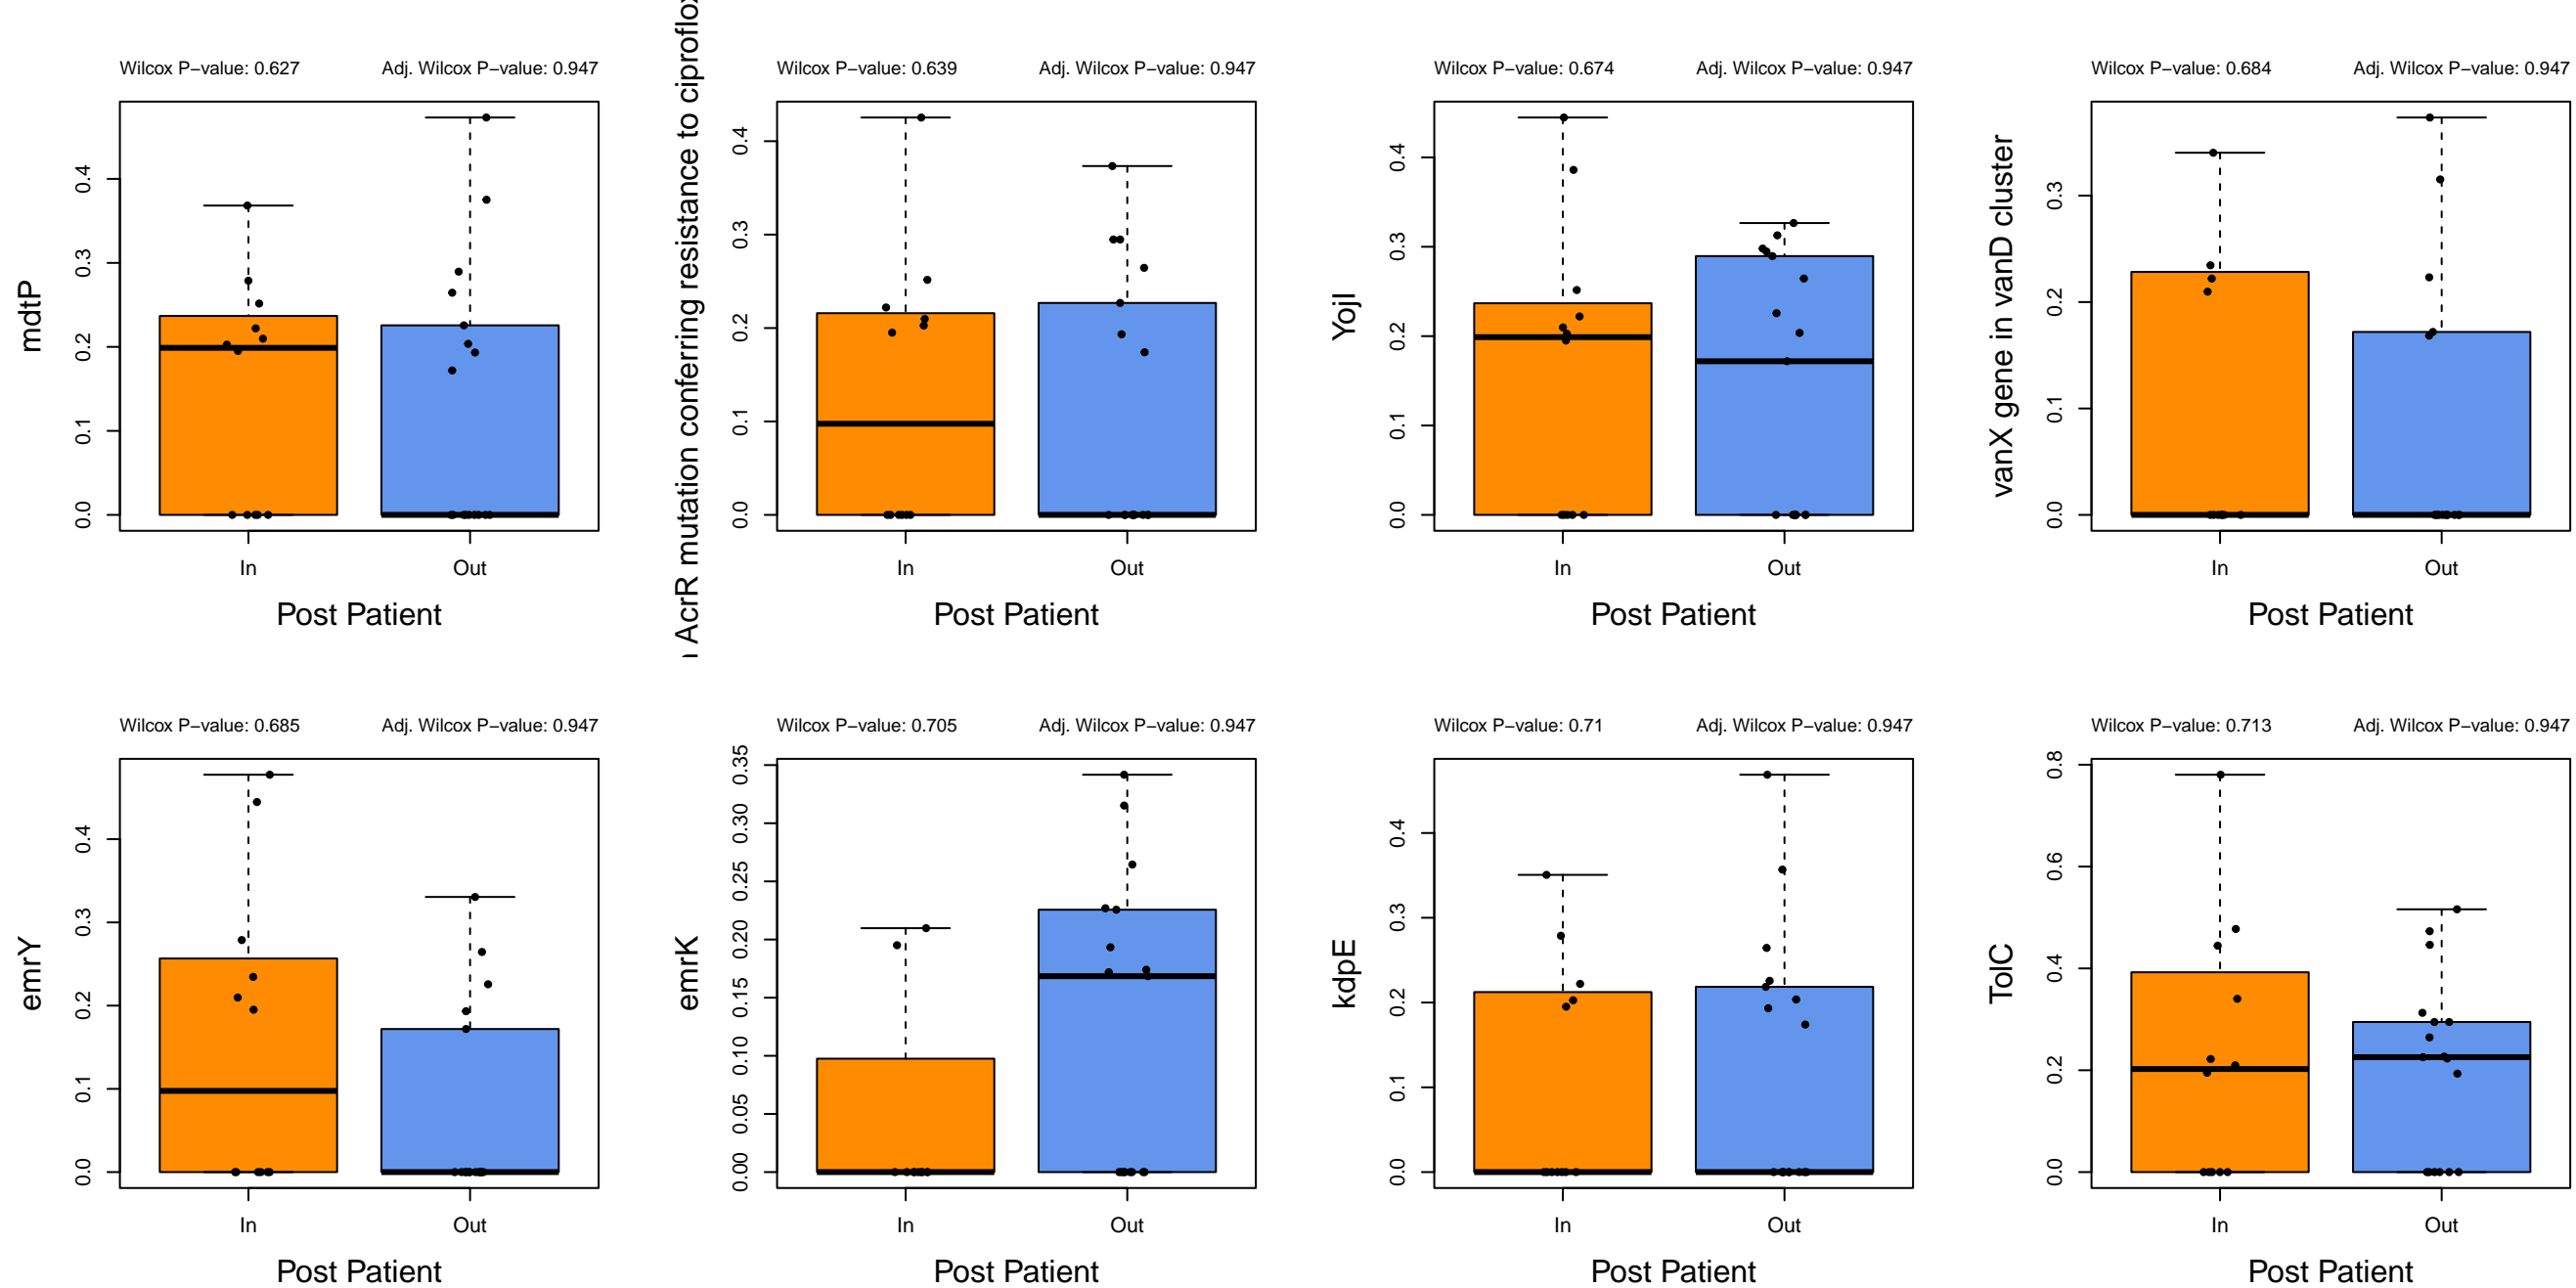 Wilcox P−value: 0.627 Adj. Wilcox P−value: 0.947
mdtP
0.0 0.1 0.2 0.3 0.4
In Out
Post Patient
Wilcox P−value: 0.639 Adj. Wilcox P−value: 0.947
AcrR mutation conferring resistance to
0.0 0.1 0.2 0.3 0.4
In Out
Post Patient
Wilcox P−value: 0.674 Adj. Wilcox P−value: 0.947
YojI
0.0 0.1 0.2 0.3 0.4
In Out
Post Patient
Wilcox P−value: 0.684 Adj. Wilcox P−value: 0.947
vanX gene in vanD cluster
0.0 0.1 0.2 0.3
In Out
Post Patient
Wilcox P−value: 0.685 Adj. Wilcox P−value: 0.947
emrY
0.0 0.1 0.2 0.3 0.4
In Out
Post Patient
Wilcox P−value: 0.705 Adj. Wilcox P−value: 0.947
emrK
0.00 0.05 0.10 0.15 0.20 0.25 0.30 0.35
In Out
Post Patient
Wilcox P−value: 0.71 Adj. Wilcox P−value: 0.947
kdpE
0.0 0.1 0.2 0.3 0.4
In Out
Post Patient
Wilcox P−value: 0.713 Adj. Wilcox P−value: 0.947
TolC
0.0 0.2 0.4 0.6 0.8
In Out
Post Patient